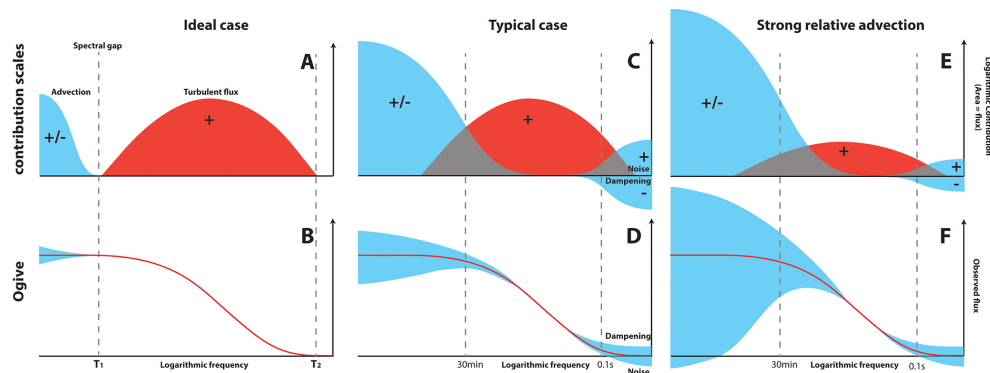 Ideal case
Typical case
Strong relative advection
contribution scales
Spectral gap
A
Advection
Turbulent flux
+/-
+
C
+/-
+
+
Noise
Dampening
-
E
+/-
+
+
-
Logarithmic contribution
(Area = flux)
Ogive
B
T1
Logarithmic frequency
T2
D
Dampening
30min
Logarithmic frequency
0.1s
Noise
F
30min
Logarithmic frequency
0.1s
Observed flux